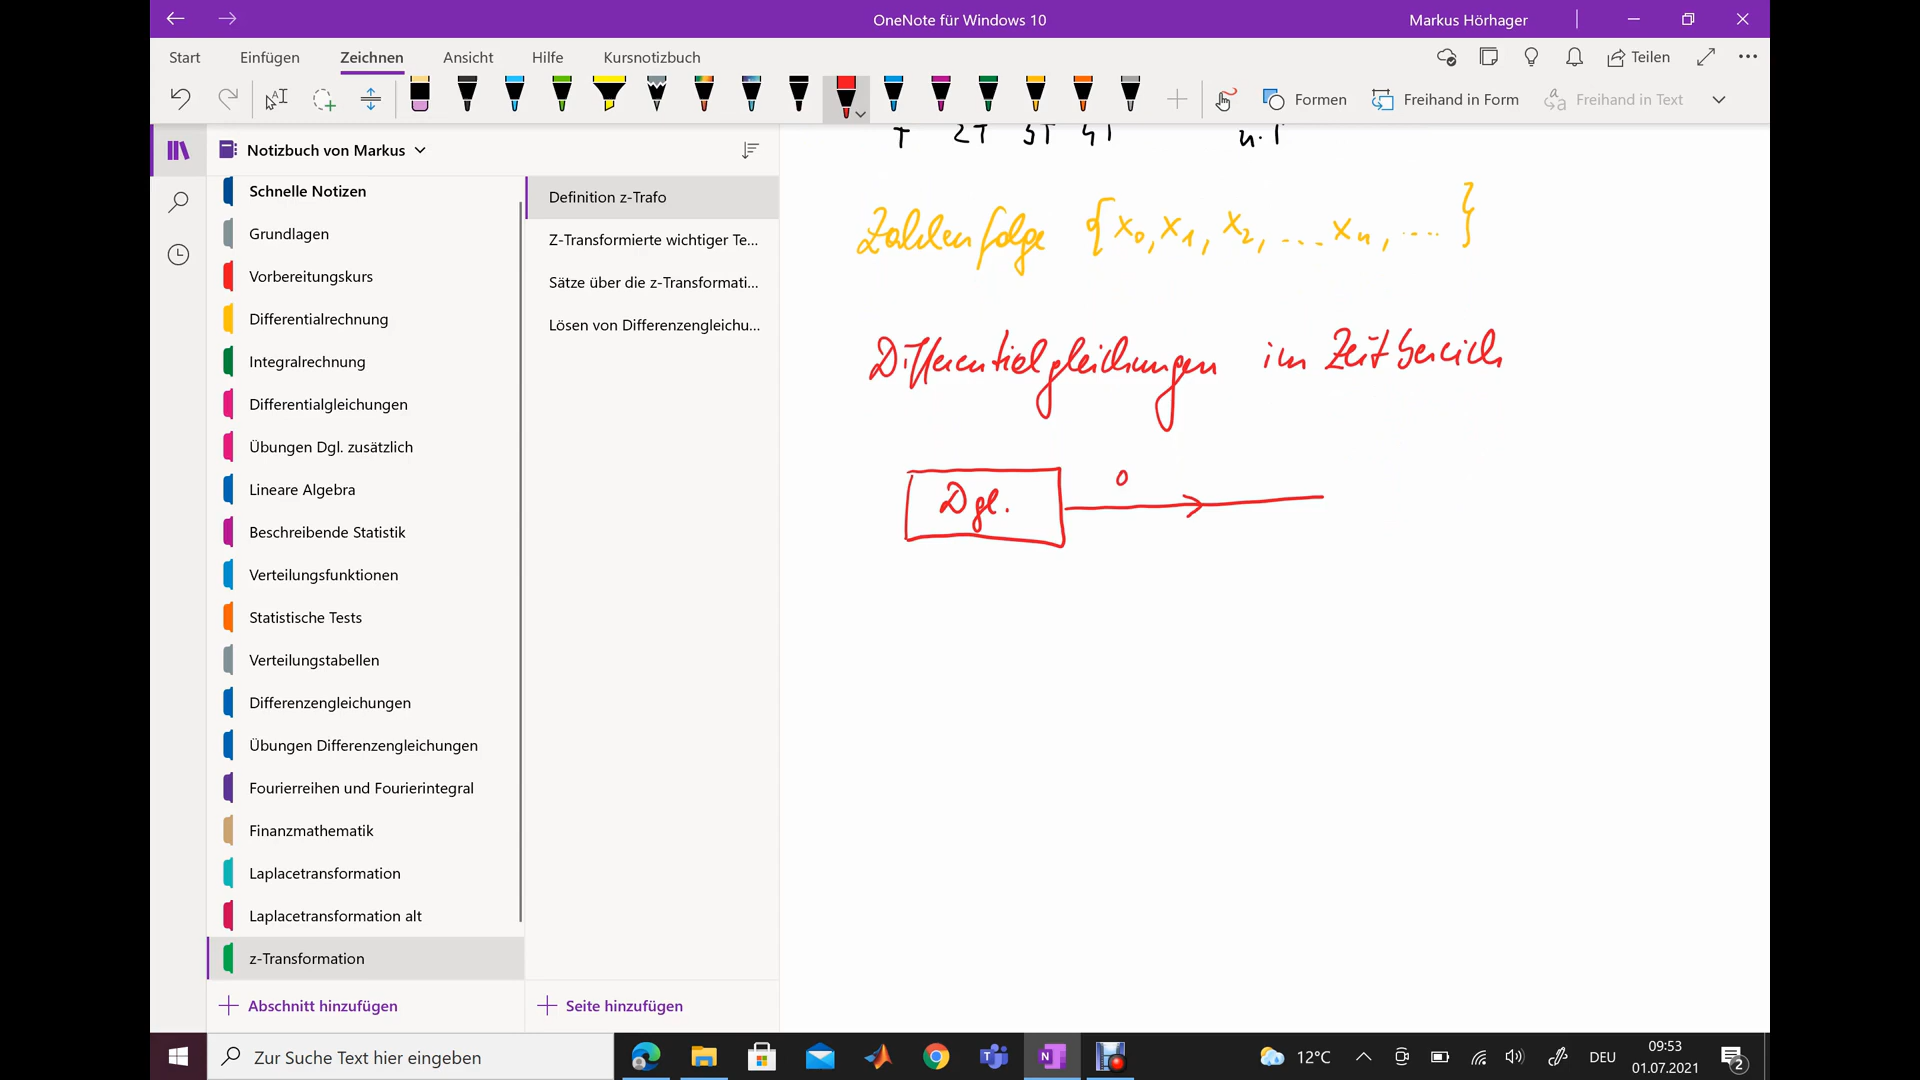 OneNote für Windows 10
Markus Hörhager
Start Einfügen Zeichnen Ansicht Hilfe Kursnotizbuch
Teilen
Formen Freihand in Form Freihand in Text
Notizbuch von Markus
Schnelle Notizen
Grundlagen
Vorbereitungskurs
Differentialrechnung
Integralrechnung
Differentialgleichungen
Übungen Dgl. zusätzlich
Lineare Algebra
Beschreibende Statistik
Verteilungsfunktionen
Statistische Tests
Verteilungstabellen
Differenzengleichungen
Übungen Differenzengleichungen
Fourierreihen und Fourierintegral
Finanzmathematik
Laplacetransformation
Laplacetransformation alt
z-Transformation
Abschnitt hinzufügen
Definition z-Trafo
Z-Transformierte wichtiger Te...
Sätze über die z-Transformati...
Lösen von Differenzengleichu...
Seite hinzufügen
T 2T 3T 4T n·T
Zahlenfolge {x₀, x₁, x₂, ... xₙ, .... }
Differentialgleichungen im Zeitbereich
Dgl. o
Zur Suche Text hier eingeben
12°C
DEU
09:53
01.07.2021
2